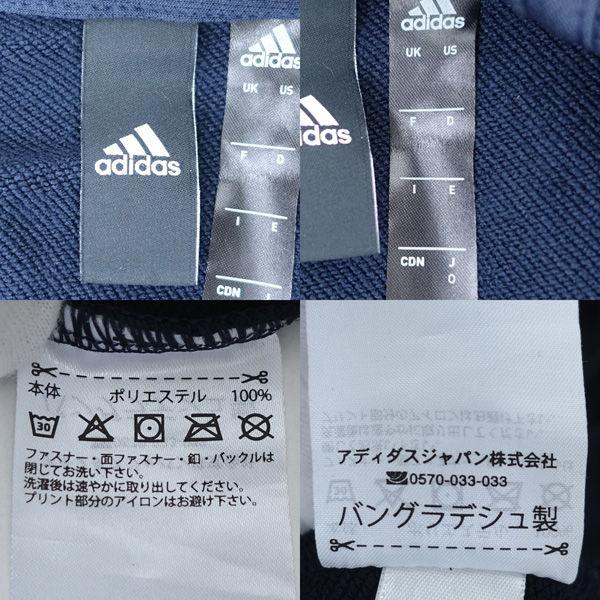 adidas
adidas
UK US
F D
I E
CDN
adidas
adidas
UK US
F D
I E
CDN J
O
本体 ポリエステル 100%
30
ファスナー・面ファスナー・釦・バックルは
閉じてお洗い下さい。
洗濯後は速やかに取り出してください。
プリント部分のアイロンはお避け下さい。
アディダスジャパン株式会社
0570-033-033
バングラデシュ製